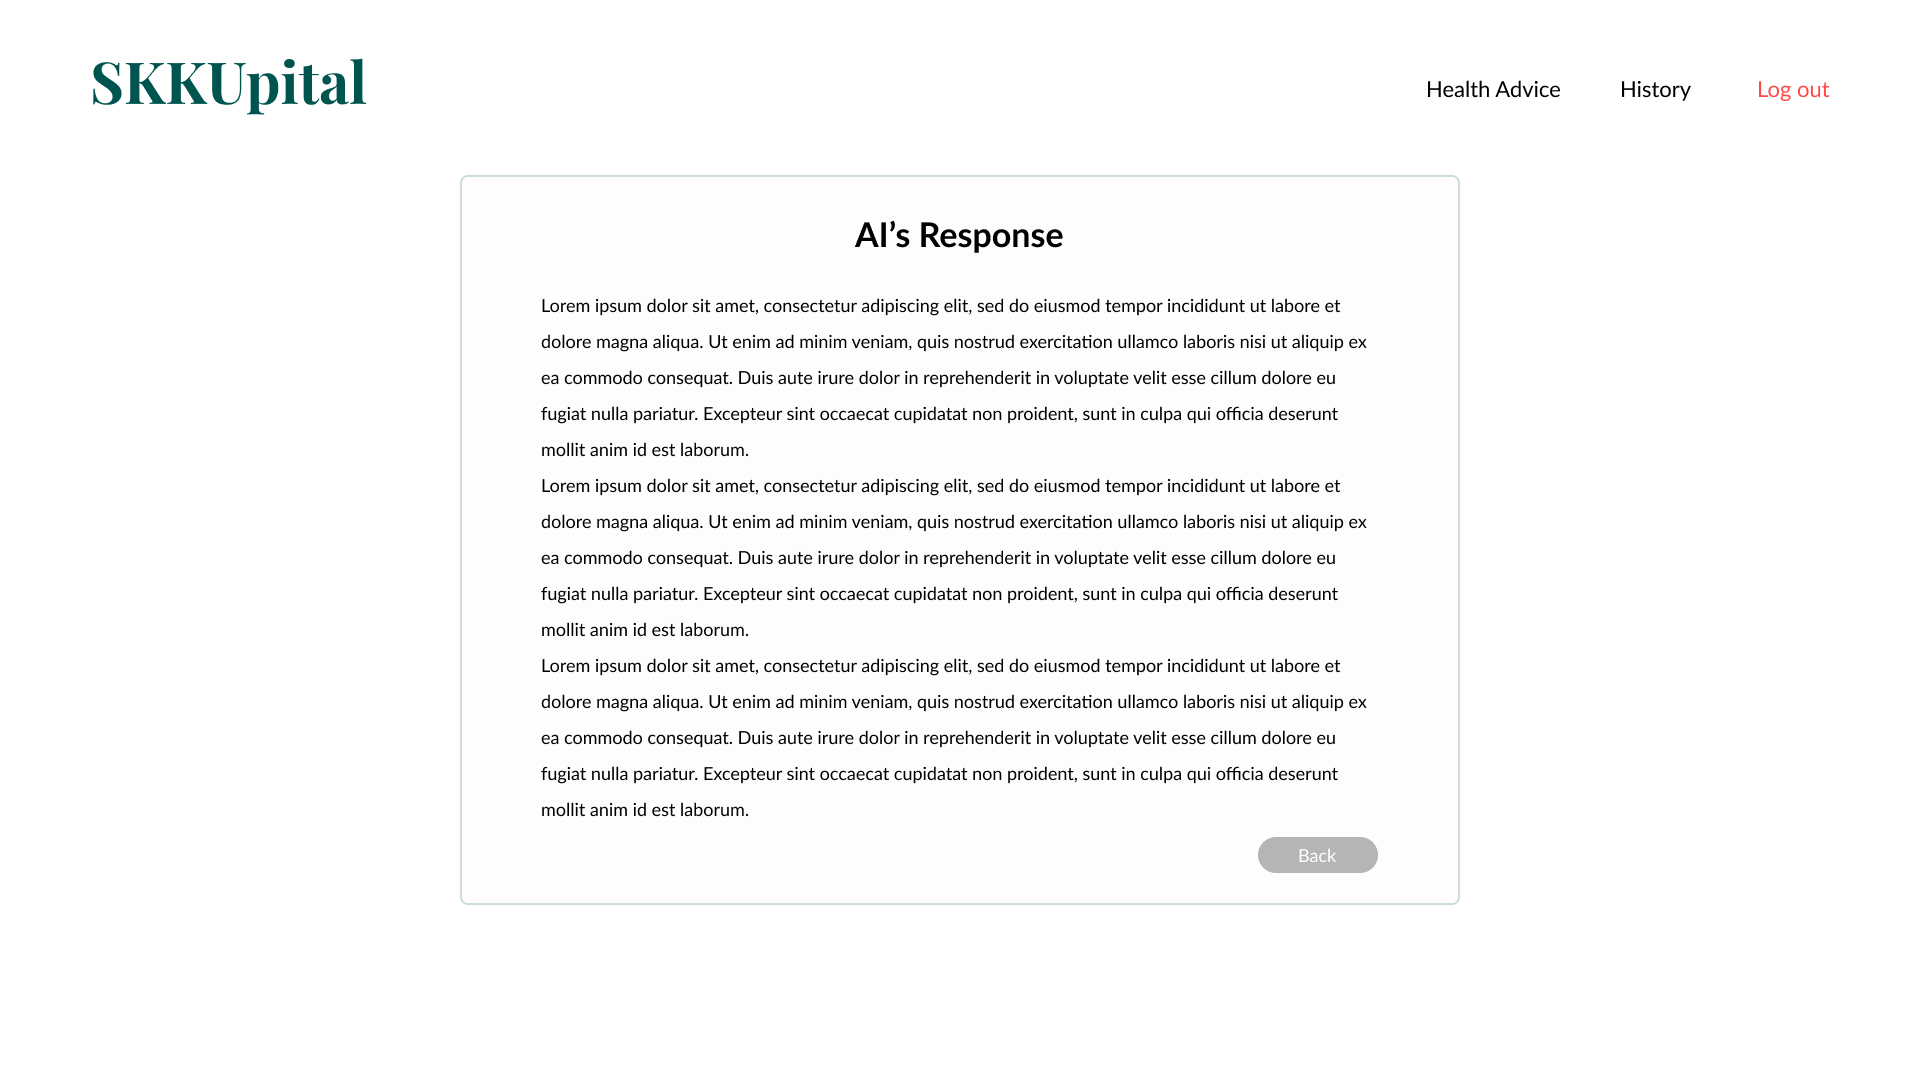 SKKUpital
Health Advice
History
Log out
AI’s Response
Lorem ipsum dolor sit amet, consectetur adipiscing elit, sed do eiusmod tempor incididunt ut labore et
dolore magna aliqua. Ut enim ad minim veniam, quis nostrud exercitation ullamco laboris nisi ut aliquip ex
ea commodo consequat. Duis aute irure dolor in reprehenderit in voluptate velit esse cillum dolore eu
fugiat nulla pariatur. Excepteur sint occaecat cupidatat non proident, sunt in culpa qui officia deserunt
mollit anim id est laborum.
Lorem ipsum dolor sit amet, consectetur adipiscing elit, sed do eiusmod tempor incididunt ut labore et
dolore magna aliqua. Ut enim ad minim veniam, quis nostrud exercitation ullamco laboris nisi ut aliquip ex
ea commodo consequat. Duis aute irure dolor in reprehenderit in voluptate velit esse cillum dolore eu
fugiat nulla pariatur. Excepteur sint occaecat cupidatat non proident, sunt in culpa qui officia deserunt
mollit anim id est laborum.
Lorem ipsum dolor sit amet, consectetur adipiscing elit, sed do eiusmod tempor incididunt ut labore et
dolore magna aliqua. Ut enim ad minim veniam, quis nostrud exercitation ullamco laboris nisi ut aliquip ex
ea commodo consequat. Duis aute irure dolor in reprehenderit in voluptate velit esse cillum dolore eu
fugiat nulla pariatur. Excepteur sint occaecat cupidatat non proident, sunt in culpa qui officia deserunt
mollit anim id est laborum.
Back